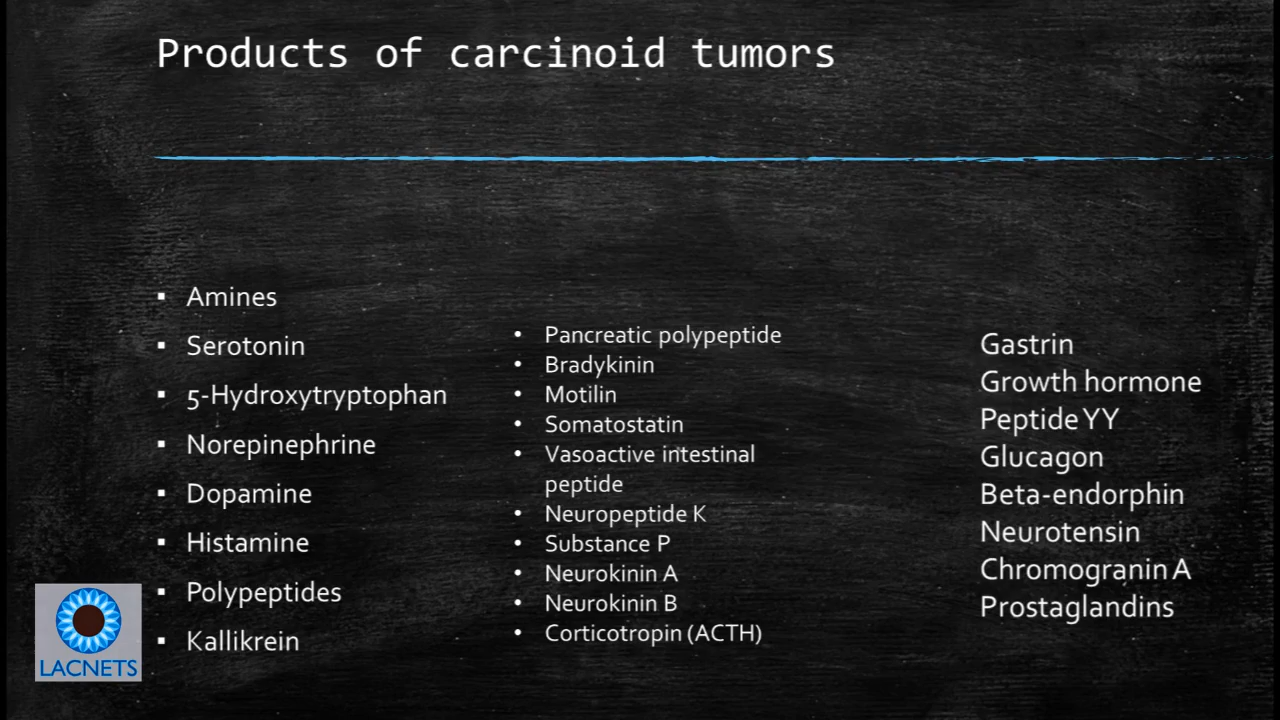 Products of carcinoid tumors
▪ Amines
▪ Serotonin
▪ 5-Hydroxytryptophan
▪ Norepinephrine
▪ Dopamine
▪ Histamine
▪ Polypeptides
▪ Kallikrein
• Pancreatic polypeptide
• Bradykinin
• Motilin
• Somatostatin
• Vasoactive intestinal
peptide
• Neuropeptide K
• Substance P
• Neurokinin A
• Neurokinin B
• Corticotropin (ACTH)
Gastrin
Growth hormone
Peptide YY
Glucagon
Beta-endorphin
Neurotensin
Chromogranin A
Prostaglandins
LACNETS